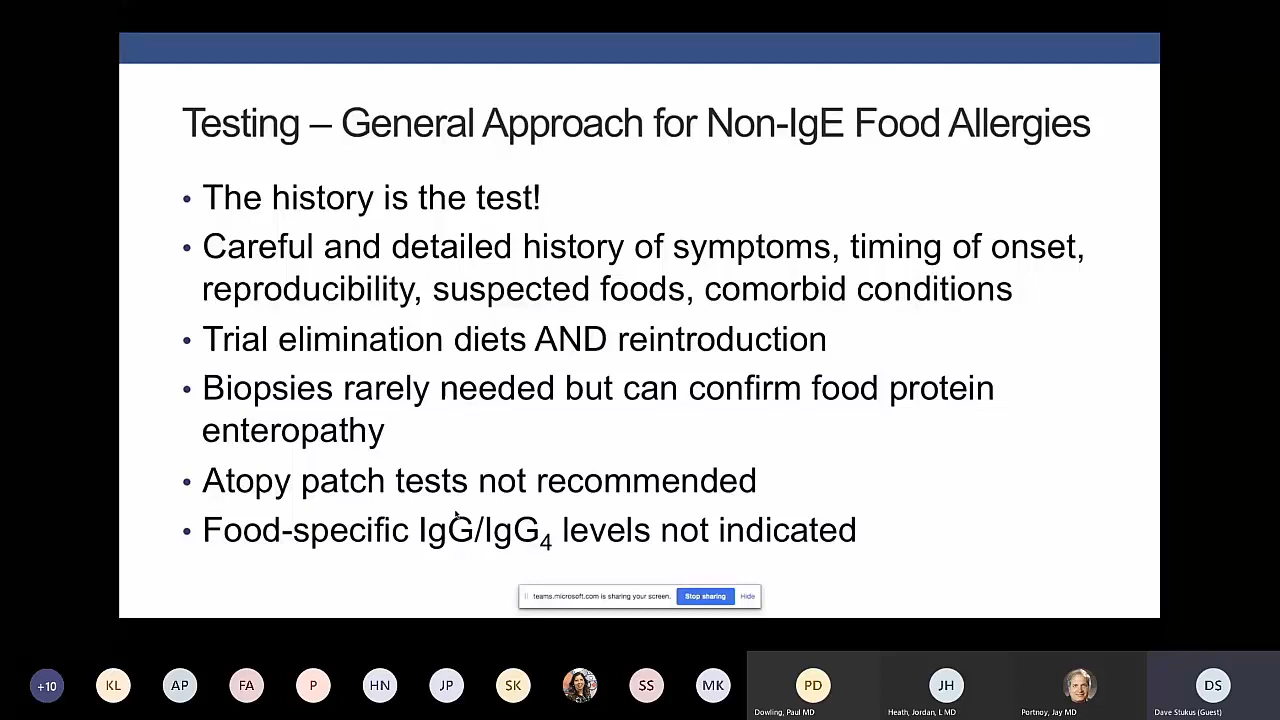 Testing – General Approach for Non-IgE Food Allergies
• The history is the test!
• Careful and detailed history of symptoms, timing of onset,
reproducibility, suspected foods, comorbid conditions
• Trial elimination diets AND reintroduction
• Biopsies rarely needed but can confirm food protein
enteropathy
• Atopy patch tests not recommended
• Food-specific IgG/IgG₄ levels not indicated
teams.microsoft.com is sharing your screen. Stop sharing Hide
+10 KL AP FA P HN JP SK SS MK PD JH DS
Dowling, Paul MD Heath, Jordan, L MD Portnoy, Jay MD Dave Stukus (Guest)